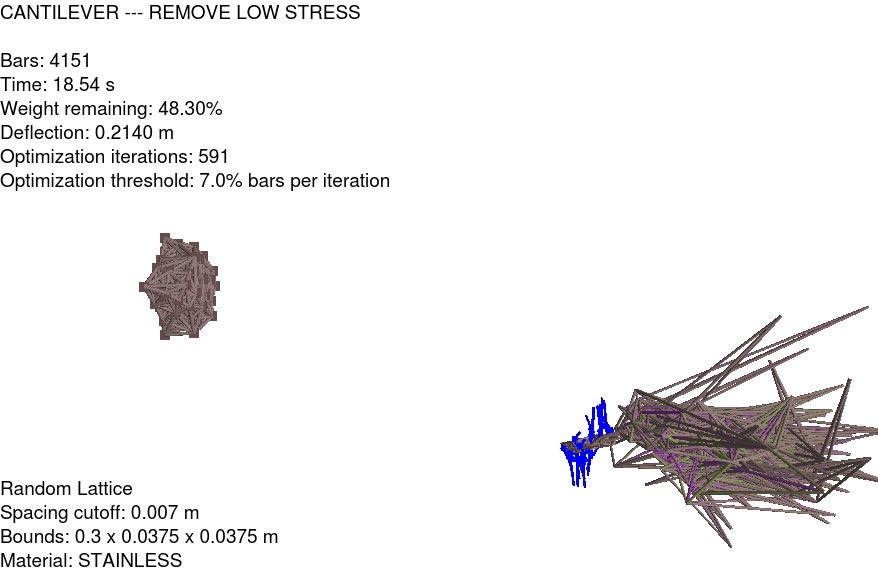 CANTILEVER --- REMOVE LOW STRESS
Bars: 4151
Time: 18.54 s
Weight remaining: 48.30%
Deflection: 0.2140 m
Optimization iterations: 591
Optimization threshold: 7.0% bars per iteration
Random Lattice
Spacing cutoff: 0.007 m
Bounds: 0.3 x 0.0375 x 0.0375 m
Material: STAINLESS